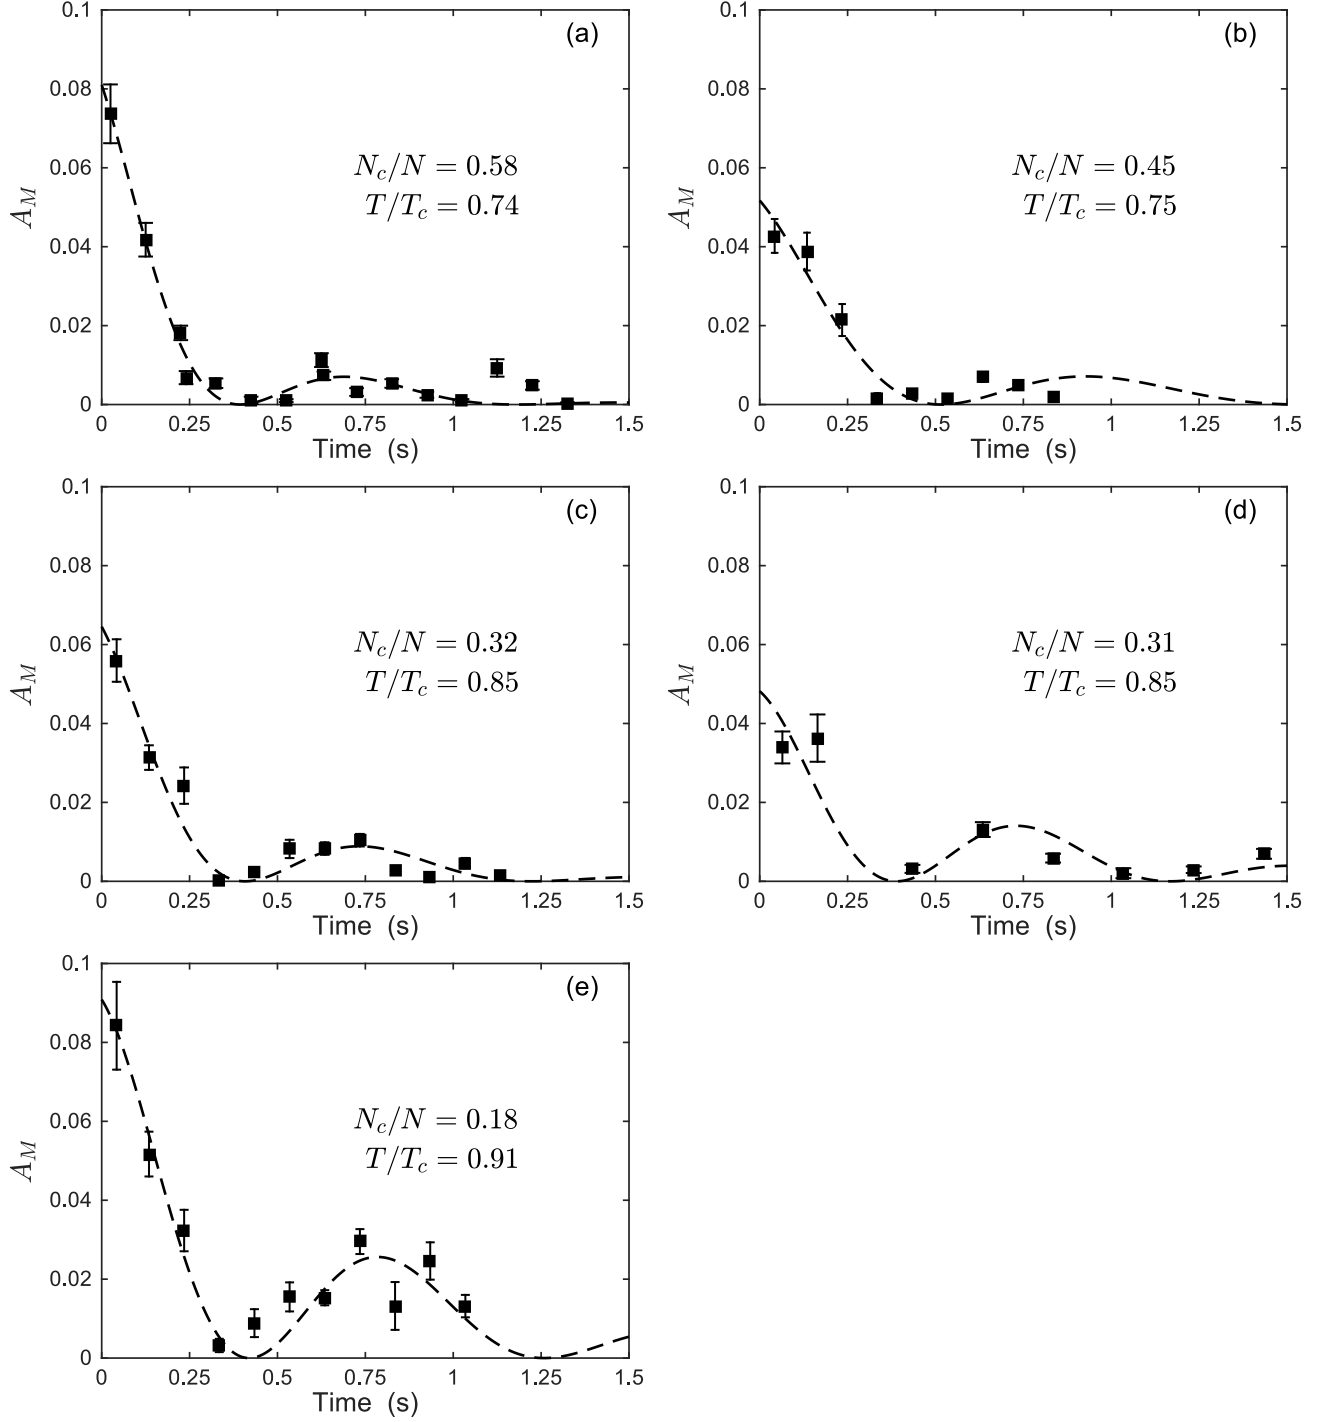 (a)
0.1
0.08
0.06
0.04
0.02
0
A_M
N_c/N = 0.58
T/T_c = 0.74
0 0.25 0.5 0.75 1 1.25 1.5
Time (s)
(b)
0.1
0.08
0.06
0.04
0.02
0
A_M
N_c/N = 0.45
T/T_c = 0.75
0 0.25 0.5 0.75 1 1.25 1.5
Time (s)
(c)
0.1
0.08
0.06
0.04
0.02
0
A_M
N_c/N = 0.32
T/T_c = 0.85
0 0.25 0.5 0.75 1 1.25 1.5
Time (s)
(d)
0.1
0.08
0.06
0.04
0.02
0
A_M
N_c/N = 0.31
T/T_c = 0.85
0 0.25 0.5 0.75 1 1.25 1.5
Time (s)
(e)
0.1
0.08
0.06
0.04
0.02
0
A_M
N_c/N = 0.18
T/T_c = 0.91
0 0.25 0.5 0.75 1 1.25 1.5
Time (s)